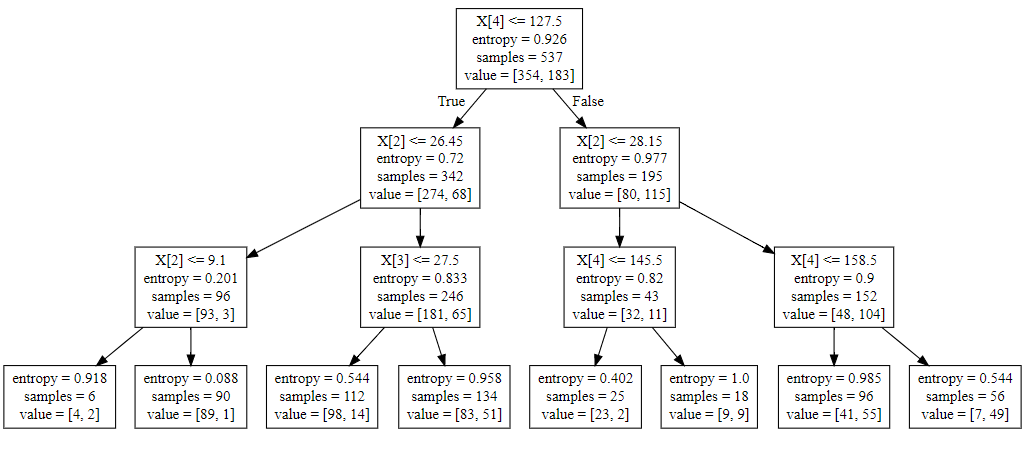 X[4] <= 127.5
entropy = 0.926
samples = 537
value = [354, 183]
True
False
X[2] <= 26.45
entropy = 0.72
samples = 342
value = [274, 68]
X[2] <= 28.15
entropy = 0.977
samples = 195
value = [80, 115]
X[2] <= 9.1
entropy = 0.201
samples = 96
value = [93, 3]
X[3] <= 27.5
entropy = 0.833
samples = 246
value = [181, 65]
X[4] <= 145.5
entropy = 0.82
samples = 43
value = [32, 11]
X[4] <= 158.5
entropy = 0.9
samples = 152
value = [48, 104]
entropy = 0.918
samples = 6
value = [4, 2]
entropy = 0.088
samples = 90
value = [89, 1]
entropy = 0.544
samples = 112
value = [98, 14]
entropy = 0.958
samples = 134
value = [83, 51]
entropy = 0.402
samples = 25
value = [23, 2]
entropy = 1.0
samples = 18
value = [9, 9]
entropy = 0.985
samples = 96
value = [41, 55]
entropy = 0.544
samples = 56
value = [7, 49]